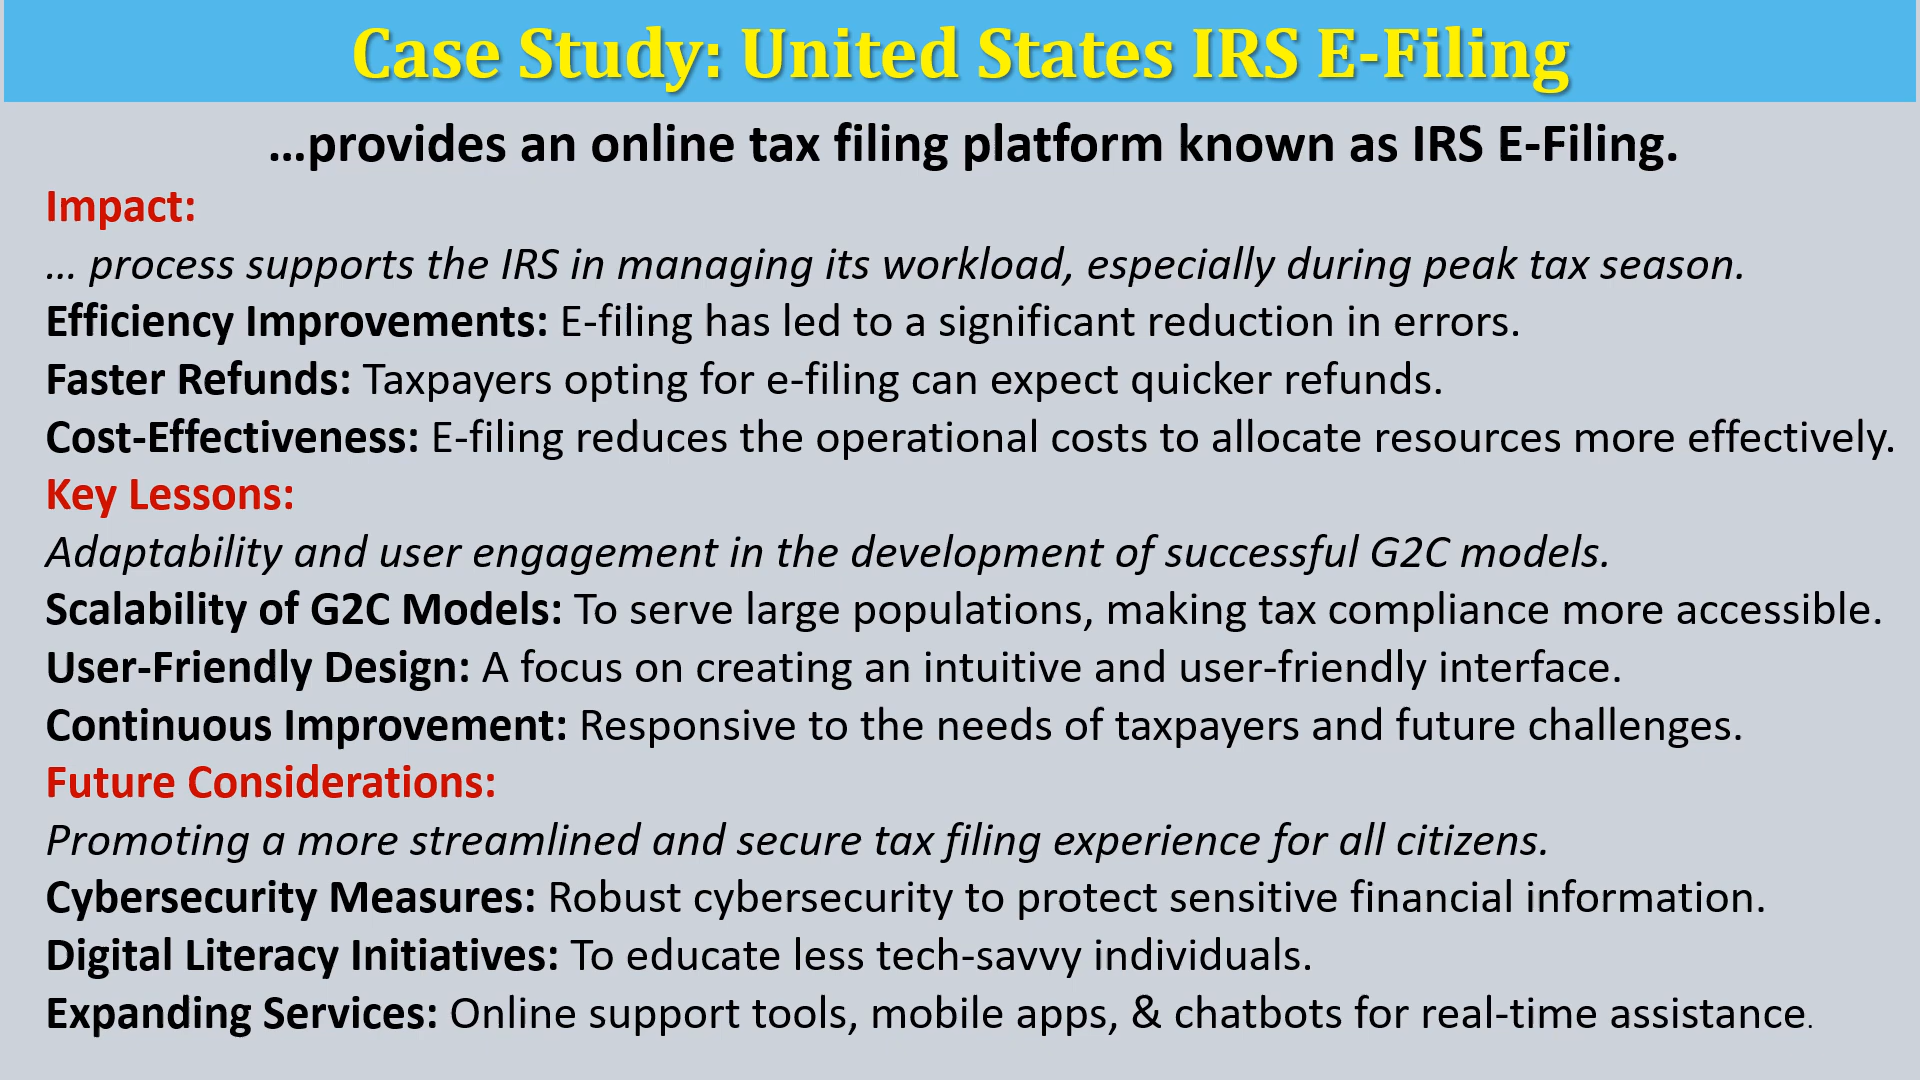 Case Study: United States IRS E-Filing
...provides an online tax filing platform known as IRS E-Filing.
Impact:
... process supports the IRS in managing its workload, especially during peak tax season.
Efficiency Improvements: E-filing has led to a significant reduction in errors.
Faster Refunds: Taxpayers opting for e-filing can expect quicker refunds.
Cost-Effectiveness: E-filing reduces the operational costs to allocate resources more effectively.
Key Lessons:
Adaptability and user engagement in the development of successful G2C models.
Scalability of G2C Models: To serve large populations, making tax compliance more accessible.
User-Friendly Design: A focus on creating an intuitive and user-friendly interface.
Continuous Improvement: Responsive to the needs of taxpayers and future challenges.
Future Considerations:
Promoting a more streamlined and secure tax filing experience for all citizens.
Cybersecurity Measures: Robust cybersecurity to protect sensitive financial information.
Digital Literacy Initiatives: To educate less tech-savvy individuals.
Expanding Services: Online support tools, mobile apps, & chatbots for real-time assistance.